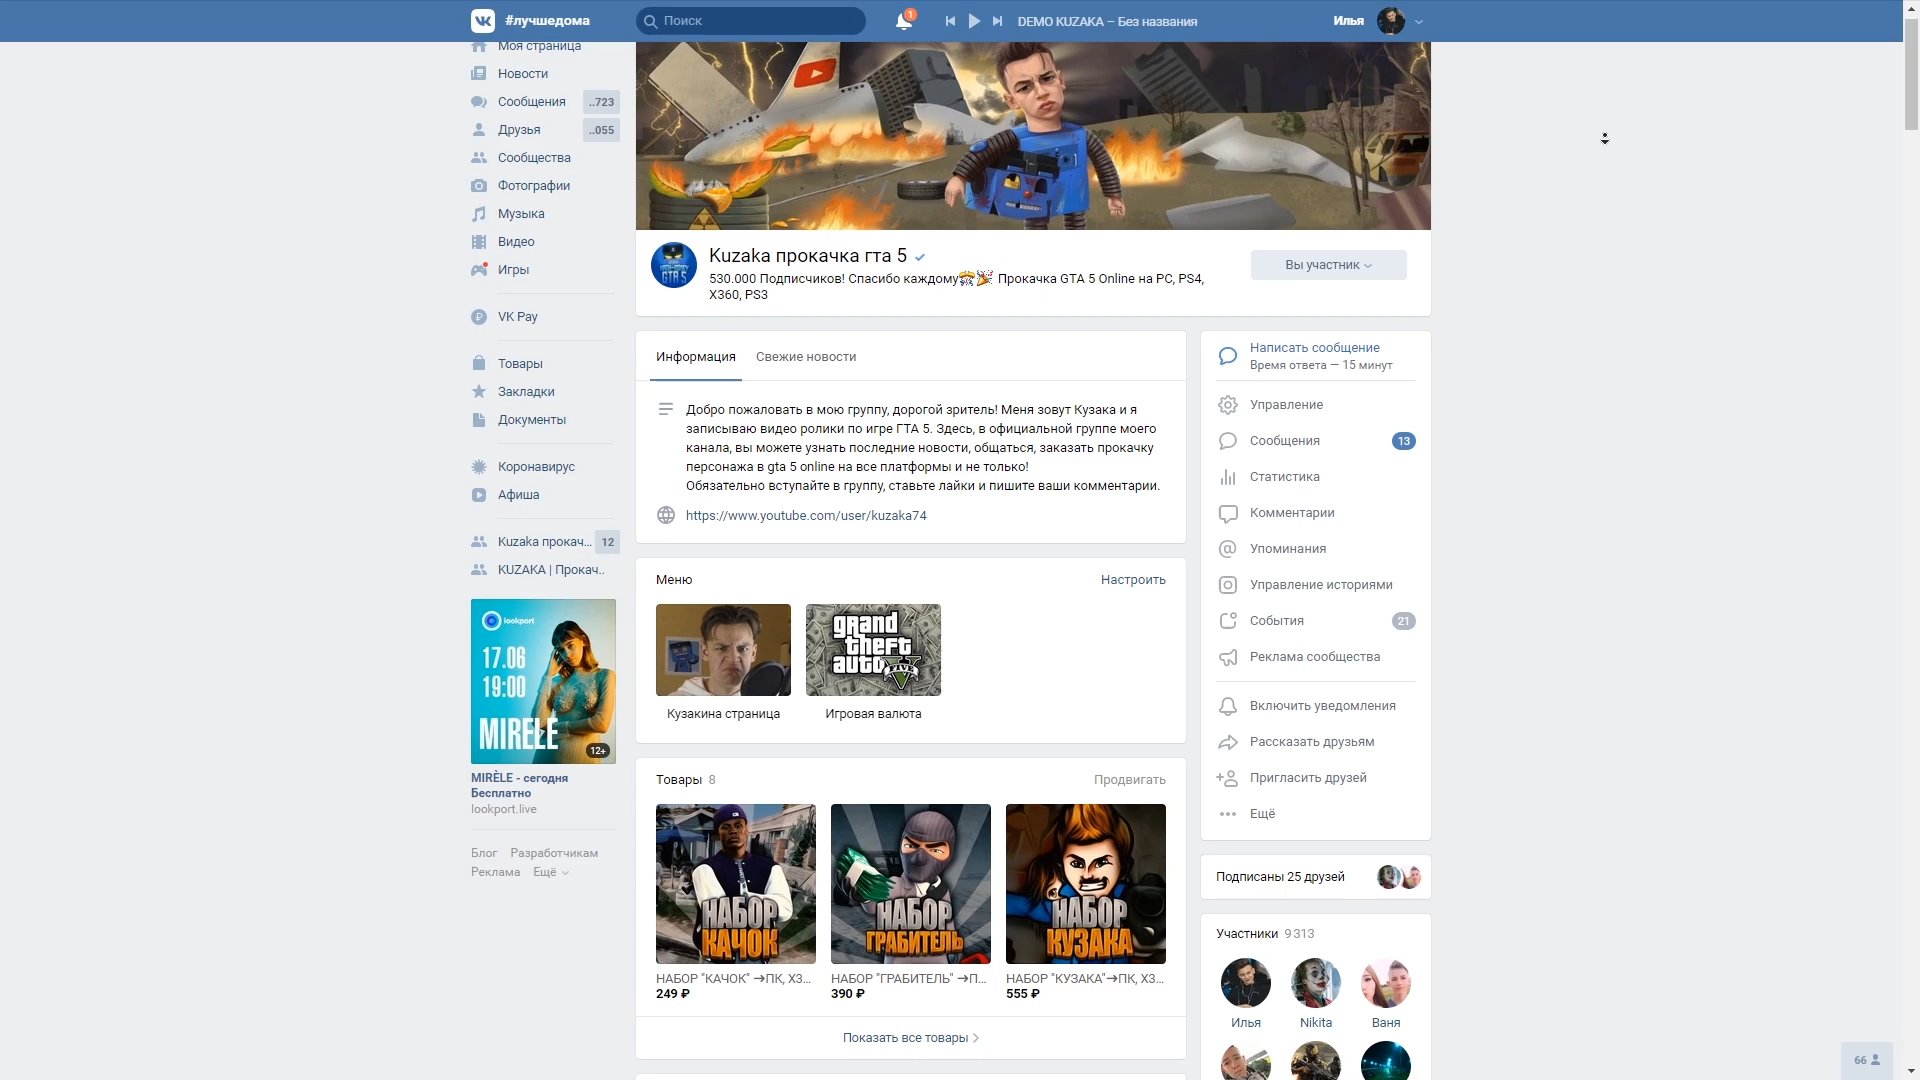 #лучшедома
Поиск
1
DEMO KUZAKA – Без названия
Илья
Моя страница
Новости
Сообщения ..723
Друзья ..055
Сообщества
Фотографии
Музыка
Видео
Игры
VK Pay
Товары
Закладки
Документы
Коронавирус
Афиша
Kuzaka прокач... 12
KUZAKA | Прокач..
lookport
17.06
19:00
MIRÈLE
12+
MIRÈLE - сегодня
Бесплатно
lookport.live
Блог Разработчикам
Реклама Ещё
Kuzaka прокачка гта 5
530.000 Подписчиков! Спасибо каждому🎊🎉 Прокачка GTA 5 Online на PC, PS4,
X360, PS3
Вы участник
Информация Свежие новости
Добро пожаловать в мою группу, дорогой зритель! Меня зовут Кузака и я
записываю видео ролики по игре ГТА 5. Здесь, в официальной группе моего
канала, вы можете узнать последние новости, общаться, заказать прокачку
персонажа в gta 5 online на все платформы и не только!
Обязательно вступайте в группу, ставьте лайки и пишите ваши комментарии.
https://www.youtube.com/user/kuzaka74
Меню Настроить
grand
theft
auto
FIVE
Кузакина страница
Игровая валюта
Товары 8 Продвигать
НАБОР
КАЧОК
НАБОР
ГРАБИТЕЛЬ
НАБОР
КУЗАКА
НАБОР "КАЧОК" ➔ПК, X3...
249 ₽
НАБОР "ГРАБИТЕЛЬ" ➔П...
390 ₽
НАБОР "КУЗАКА"➔ПК, X3...
555 ₽
Показать все товары
Написать сообщение
Время ответа — 15 минут
Управление
Сообщения 13
Статистика
Комментарии
Упоминания
Управление историями
События 21
Реклама сообщества
Включить уведомления
Рассказать друзьям
Пригласить друзей
Ещё
Подписаны 25 друзей
Участники 9 313
Илья
Nikita
Ваня
66